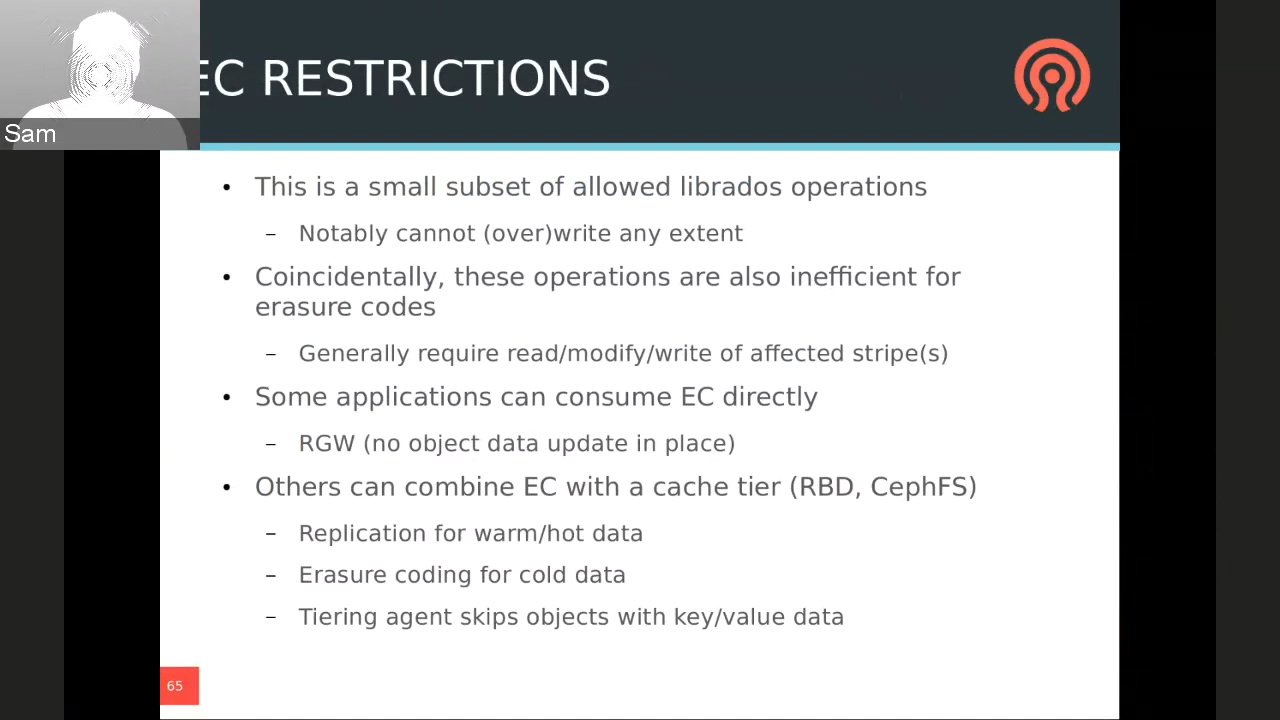 EC RESTRICTIONS
Sam
• This is a small subset of allowed librados operations
– Notably cannot (over)write any extent
• Coincidentally, these operations are also inefficient for
erasure codes
– Generally require read/modify/write of affected stripe(s)
• Some applications can consume EC directly
– RGW (no object data update in place)
• Others can combine EC with a cache tier (RBD, CephFS)
– Replication for warm/hot data
– Erasure coding for cold data
– Tiering agent skips objects with key/value data
65